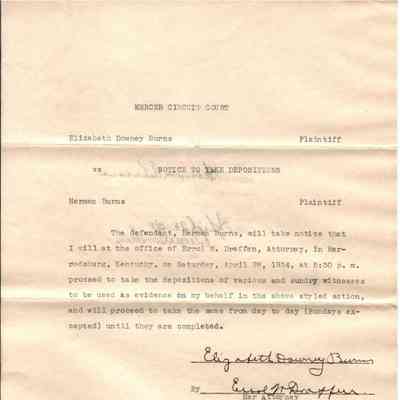 MERCER CIRCUIT COURT
Elizabeth Downey Burns Plaintiff
vs NOTICE TO TAKE DEPOSITIONS
Herman Burns Plaintiff
The defendant, Herman Burns, will take notice that
I will at the office of Errol W. Draffen, Attorney, in Har-
rodsburg, Kentucky, on Saturday, April 28, 1934, at 6:30 p. m.
proceed to take the depositions of various and sundry witnesses
to be used as evidence in my behalf in the above styled action,
and will proceed to take the same from day to day (Sundays ex-
cepted) until they are completed.
Elizabeth Downey Burns
By Errol W Draffen
Her Attorney